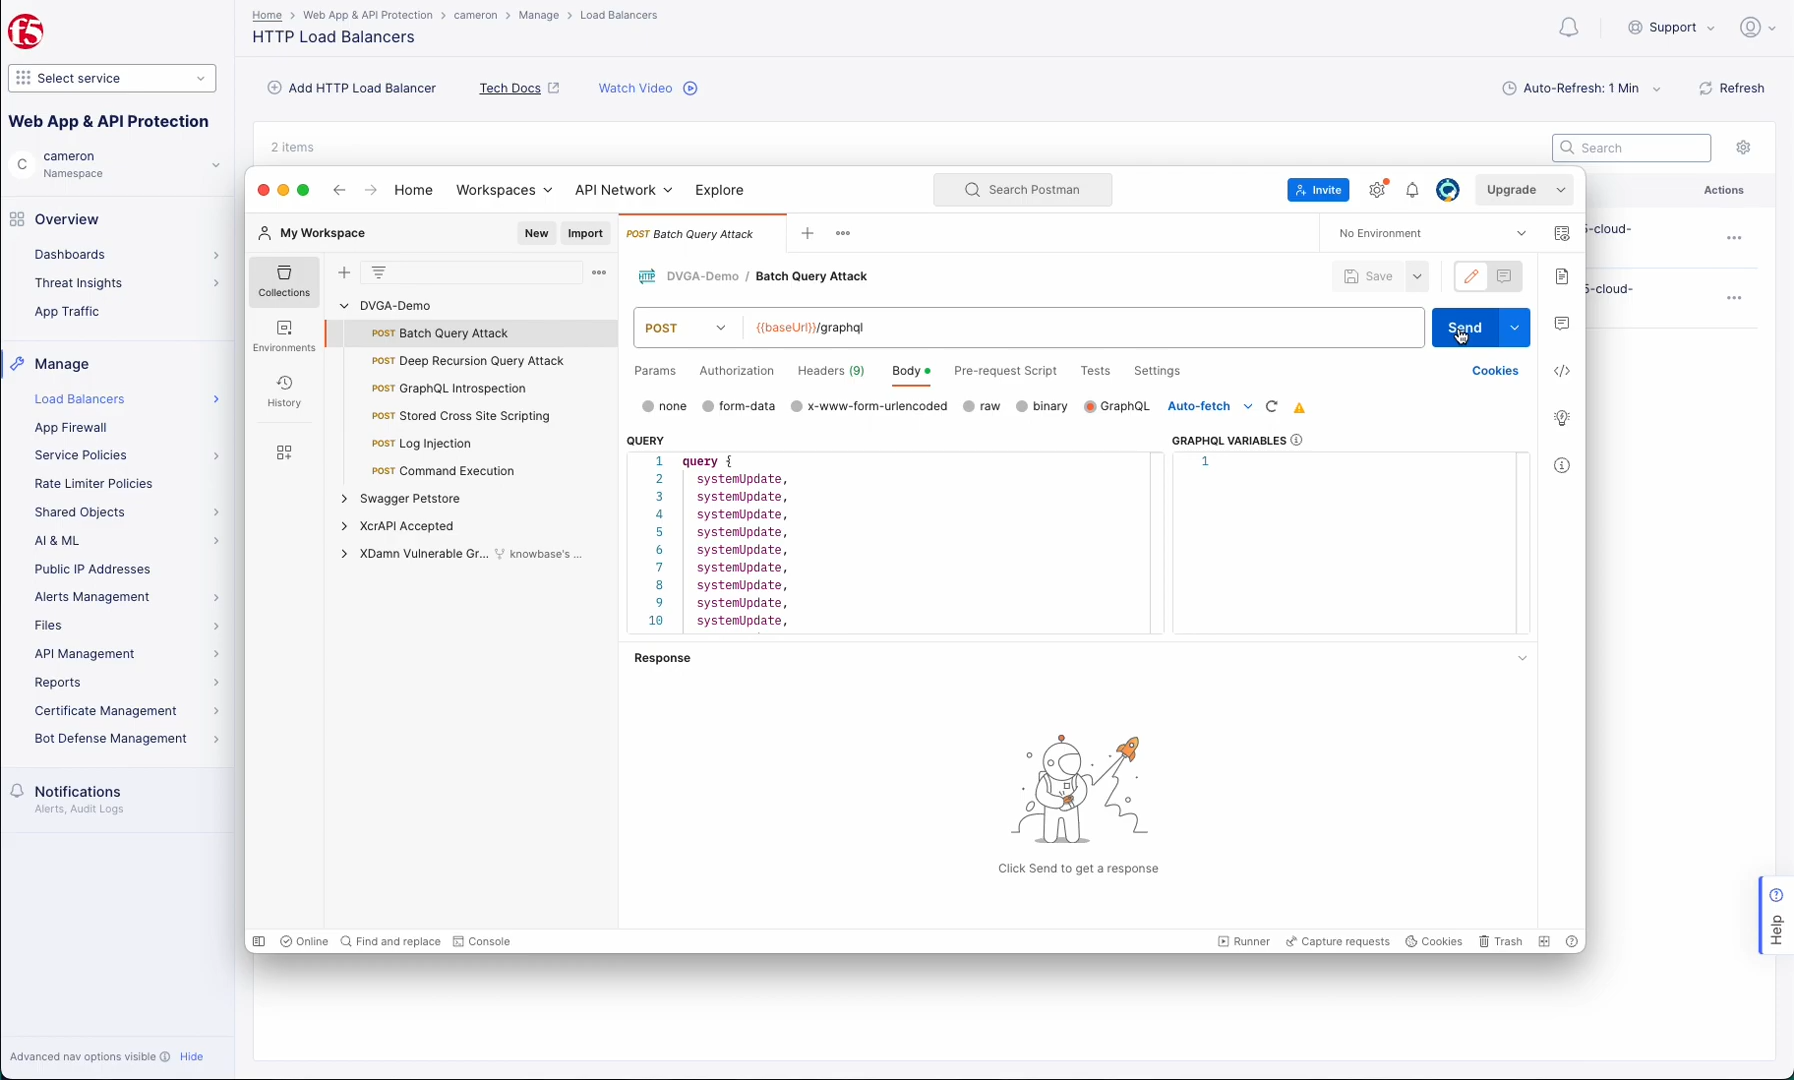 f5
Select service
Web App & API Protection
C
cameron
Namespace
Overview
Dashboards
Threat Insights
App Traffic
Manage
Load Balancers
App Firewall
Service Policies
Rate Limiter Policies
Shared Objects
AI & ML
Public IP Addresses
Alerts Management
Files
API Management
Reports
Certificate Management
Bot Defense Management
Notifications
Alerts, Audit Logs
Advanced nav options visible Hide
Home > Web App & API Protection > cameron > Manage > Load Balancers
HTTP Load Balancers
Support
Add HTTP Load Balancer Tech Docs Watch Video
Auto-Refresh: 1 Min Refresh
2 items
Search
Actions
5-cloud-
5-cloud-
Home Workspaces API Network Explore
Search Postman
Invite
Upgrade
My Workspace New Import
POST Batch Query Attack
No Environment
Collections
Environments
History
DVGA-Demo
POST Batch Query Attack
POST Deep Recursion Query Attack
POST GraphQL Introspection
POST Stored Cross Site Scripting
POST Log Injection
POST Command Execution
Swagger Petstore
XcrAPI Accepted
XDamn Vulnerable Gr... knowbase's ...
HTTP DVGA-Demo / Batch Query Attack
Save
POST {{baseUrl}}/graphql
Send
Params Authorization Headers (9) Body Pre-request Script Tests Settings
Cookies
none form-data x-www-form-urlencoded raw binary GraphQL Auto-fetch
QUERY
1 query {
2 systemUpdate,
3 systemUpdate,
4 systemUpdate,
5 systemUpdate,
6 systemUpdate,
7 systemUpdate,
8 systemUpdate,
9 systemUpdate,
10 systemUpdate,
GRAPHQL VARIABLES
1
Response
Click Send to get a response
Online Find and replace Console
Runner Capture requests Cookies Trash
Help